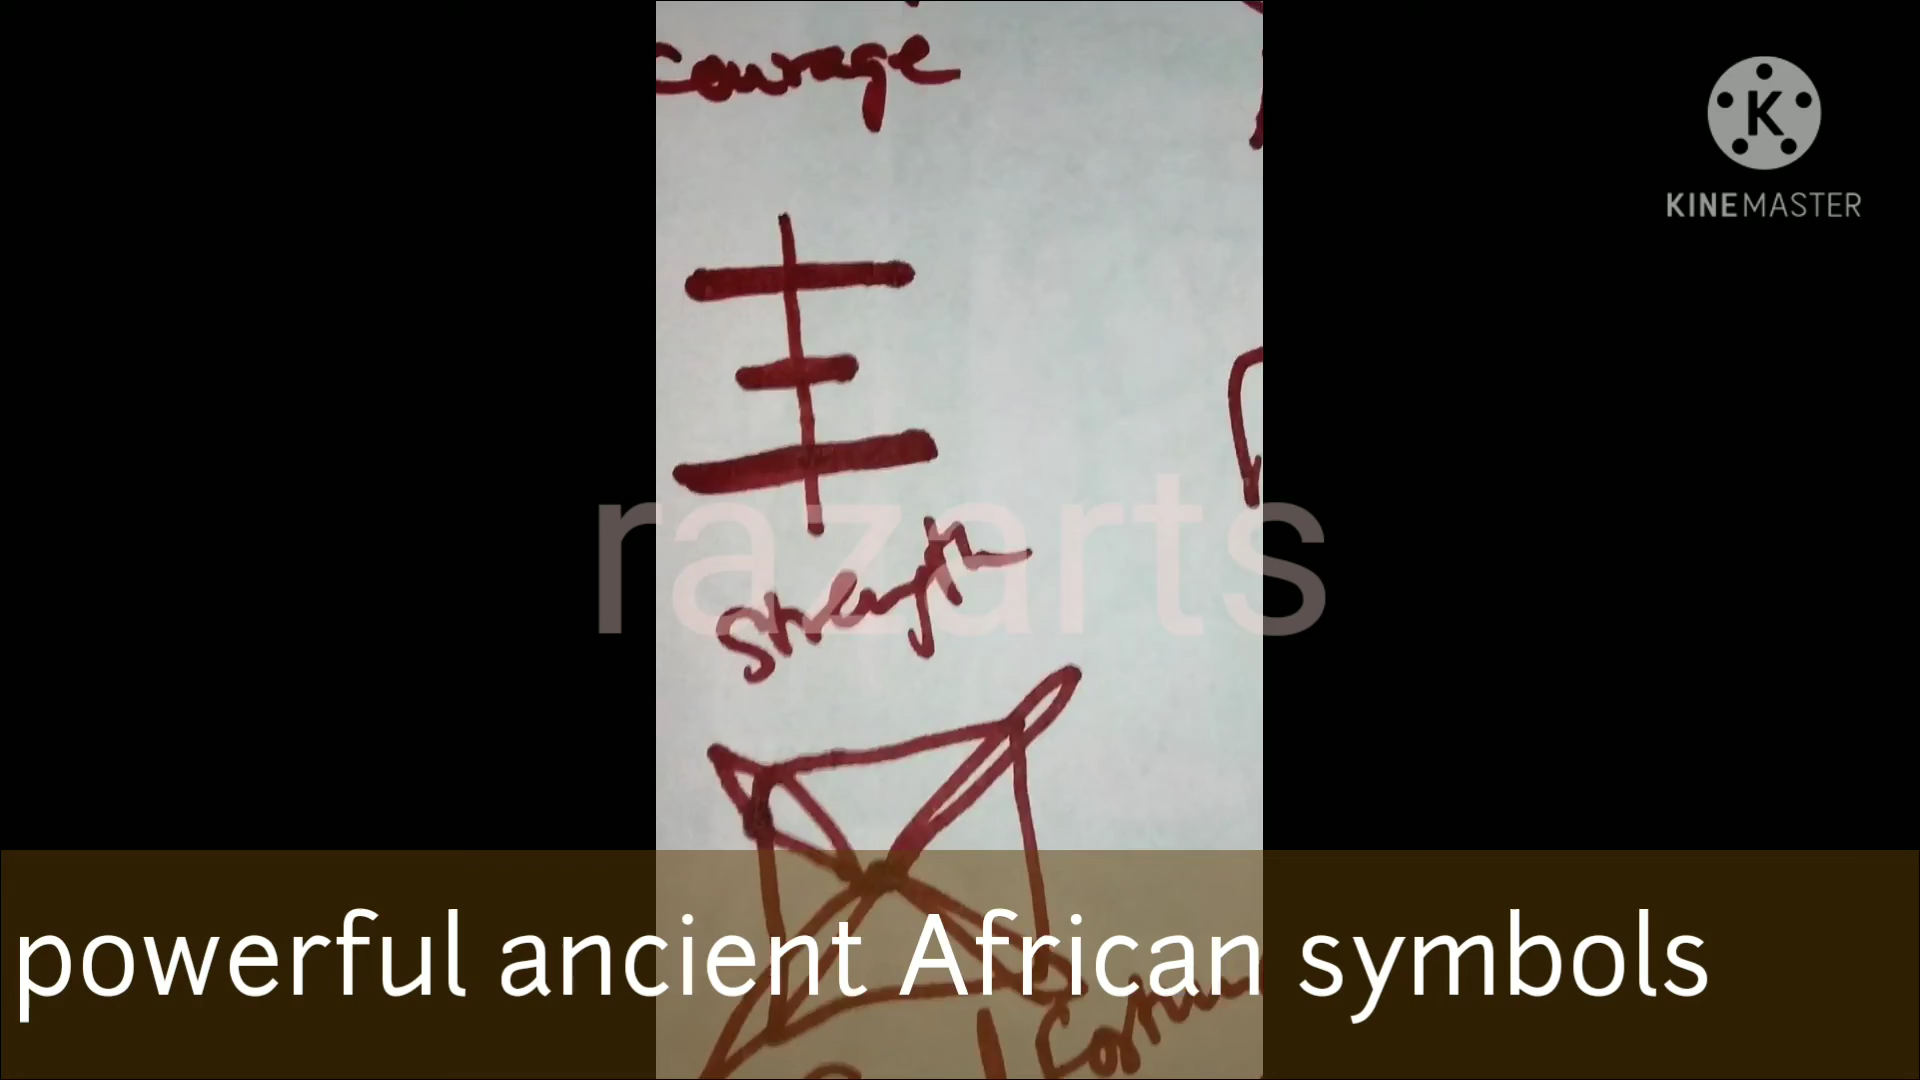 courage
K
KINEMASTER
strength
razarts
powerful ancient African symbols